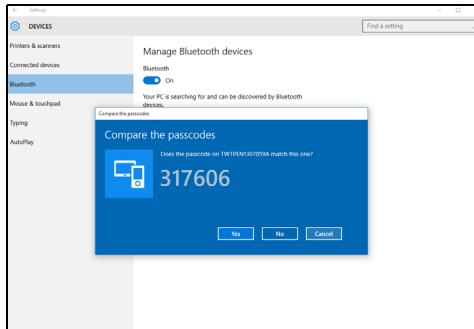 Settings
DEVICES
Find a setting
Printers & scanners
Connected devices
Bluetooth
Mouse & touchpad
Typing
AutoPlay
Manage Bluetooth devices
Bluetooth
On
Your PC is searching for and can be discovered by Bluetooth
devices.
Compare the passcodes
Compare the passcodes
Does the passcode on TWTPEN0307059A match this one?
317606
Yes
No
Cancel